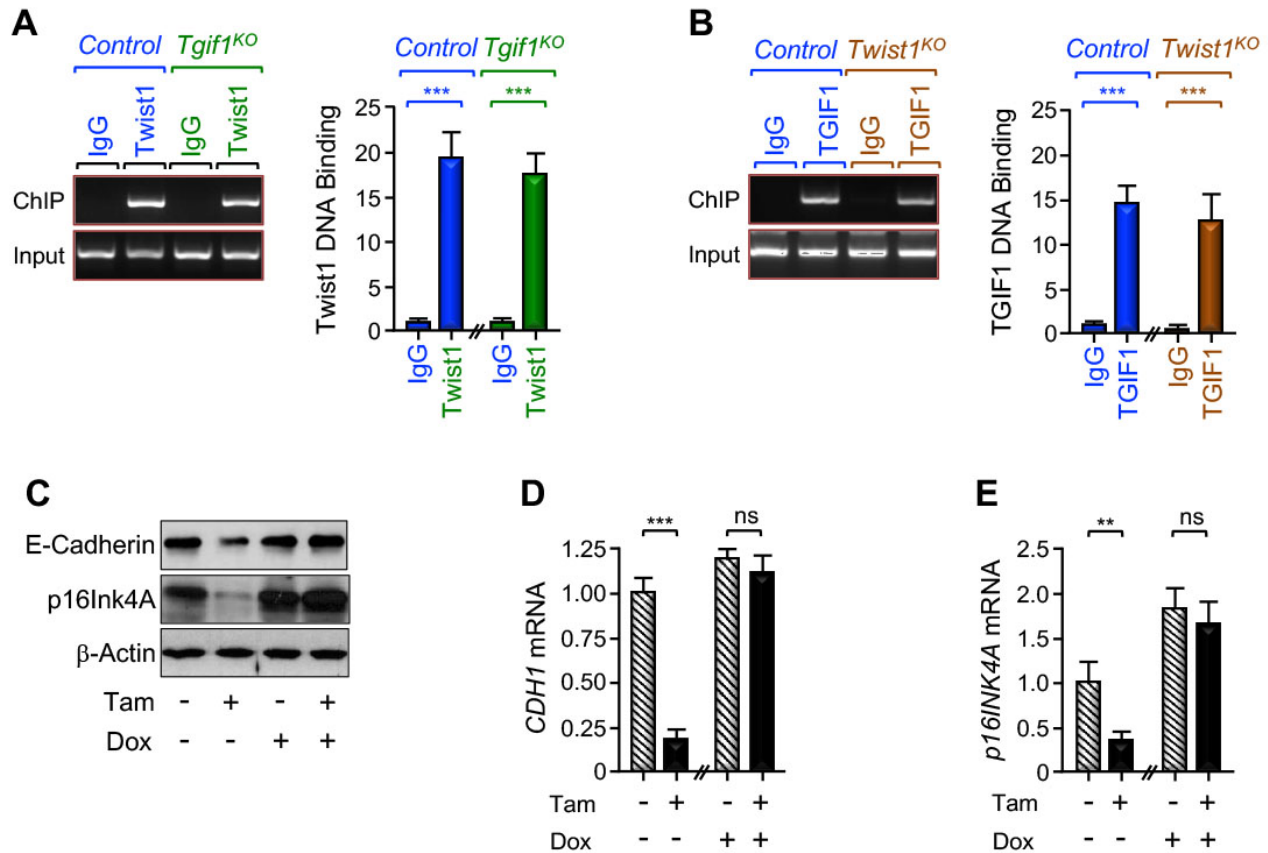 A
Control Tgif1KO
IgG
Twist1
IgG
Twist1
ChIP
Input
Control Tgif1KO
*** ***
Twist1 DNA Binding
25
20
15
10
5
0
IgG
Twist1
IgG
Twist1
B
Control Twist1KO
IgG
TGIF1
IgG
TGIF1
ChIP
Input
Control Twist1KO
*** ***
TGIF1 DNA Binding
25
20
15
10
5
0
IgG
TGIF1
IgG
TGIF1
C
E-Cadherin
p16Ink4A
β-Actin
Tam - + - +
Dox - - + +
D
*** ns
CDH1 mRNA
1.25
1.00
0.75
0.50
0.25
0
Tam - + - +
Dox - - + +
E
** ns
p16INK4A mRNA
2.5
2.0
1.5
1.0
0.5
0
Tam - + - +
Dox - - + +